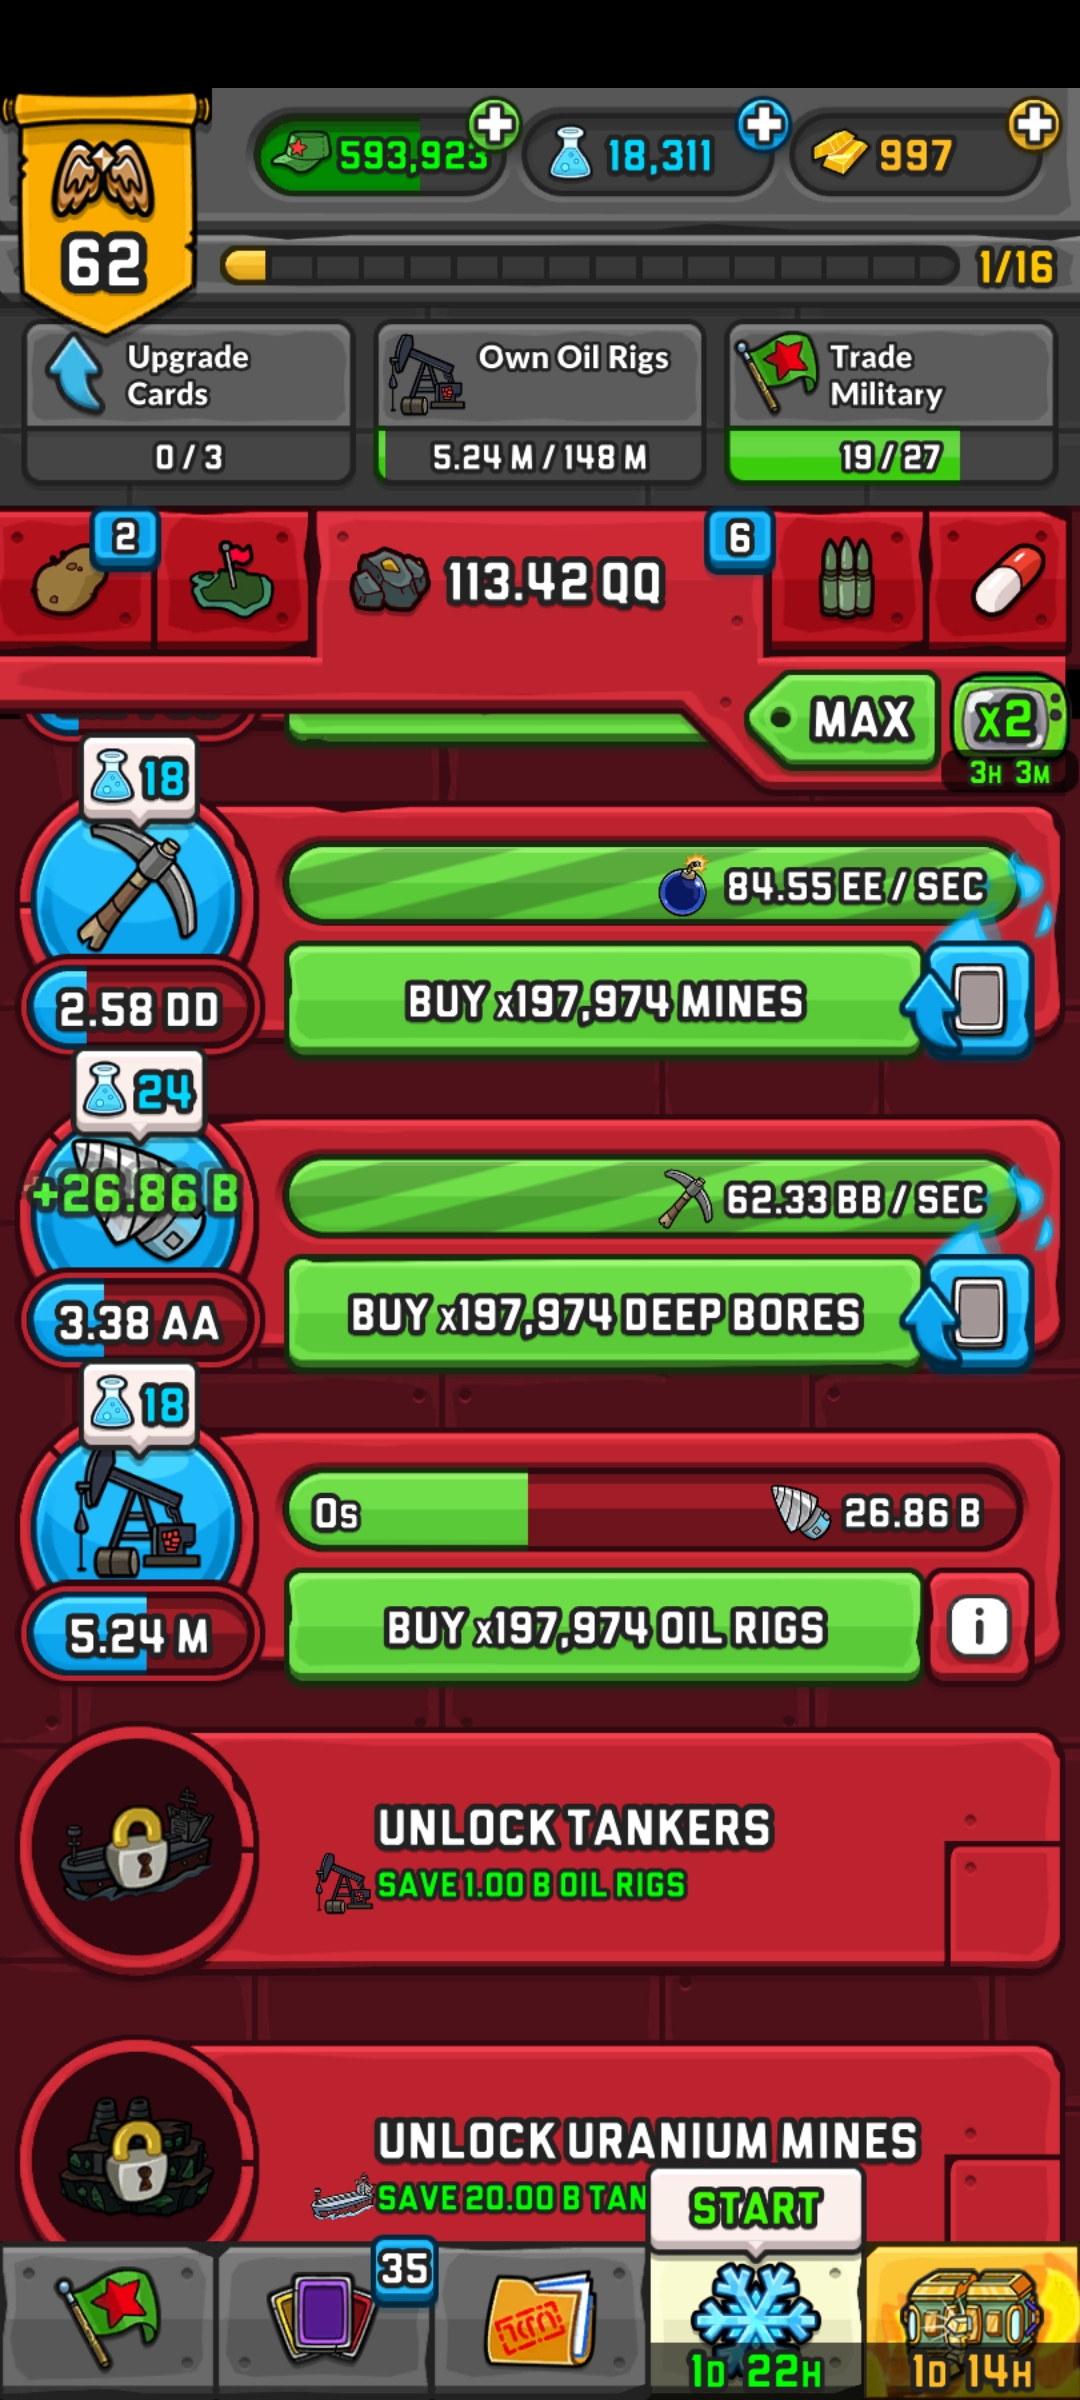 593,923
18,311
997
62
1/16
Upgrade
Cards
0 / 3
Own Oil Rigs
5.24 M / 148 M
Trade
Military
19 / 27
2
113.42 QQ
6
MAX
x2
3H 3M
18
84.55 EE / SEC
2.58 DD
BUY x197,974 MINES
24
+26.86 B
62.33 BB / SEC
3.38 AA
BUY x197,974 DEEP BORES
18
0s
26.86 B
5.24 M
BUY x197,974 OIL RIGS
i
UNLOCK TANKERS
SAVE 1.00 B OIL RIGS
UNLOCK URANIUM MINES
SAVE 20.00 B TAN
START
35
1D 22H
1D 14H